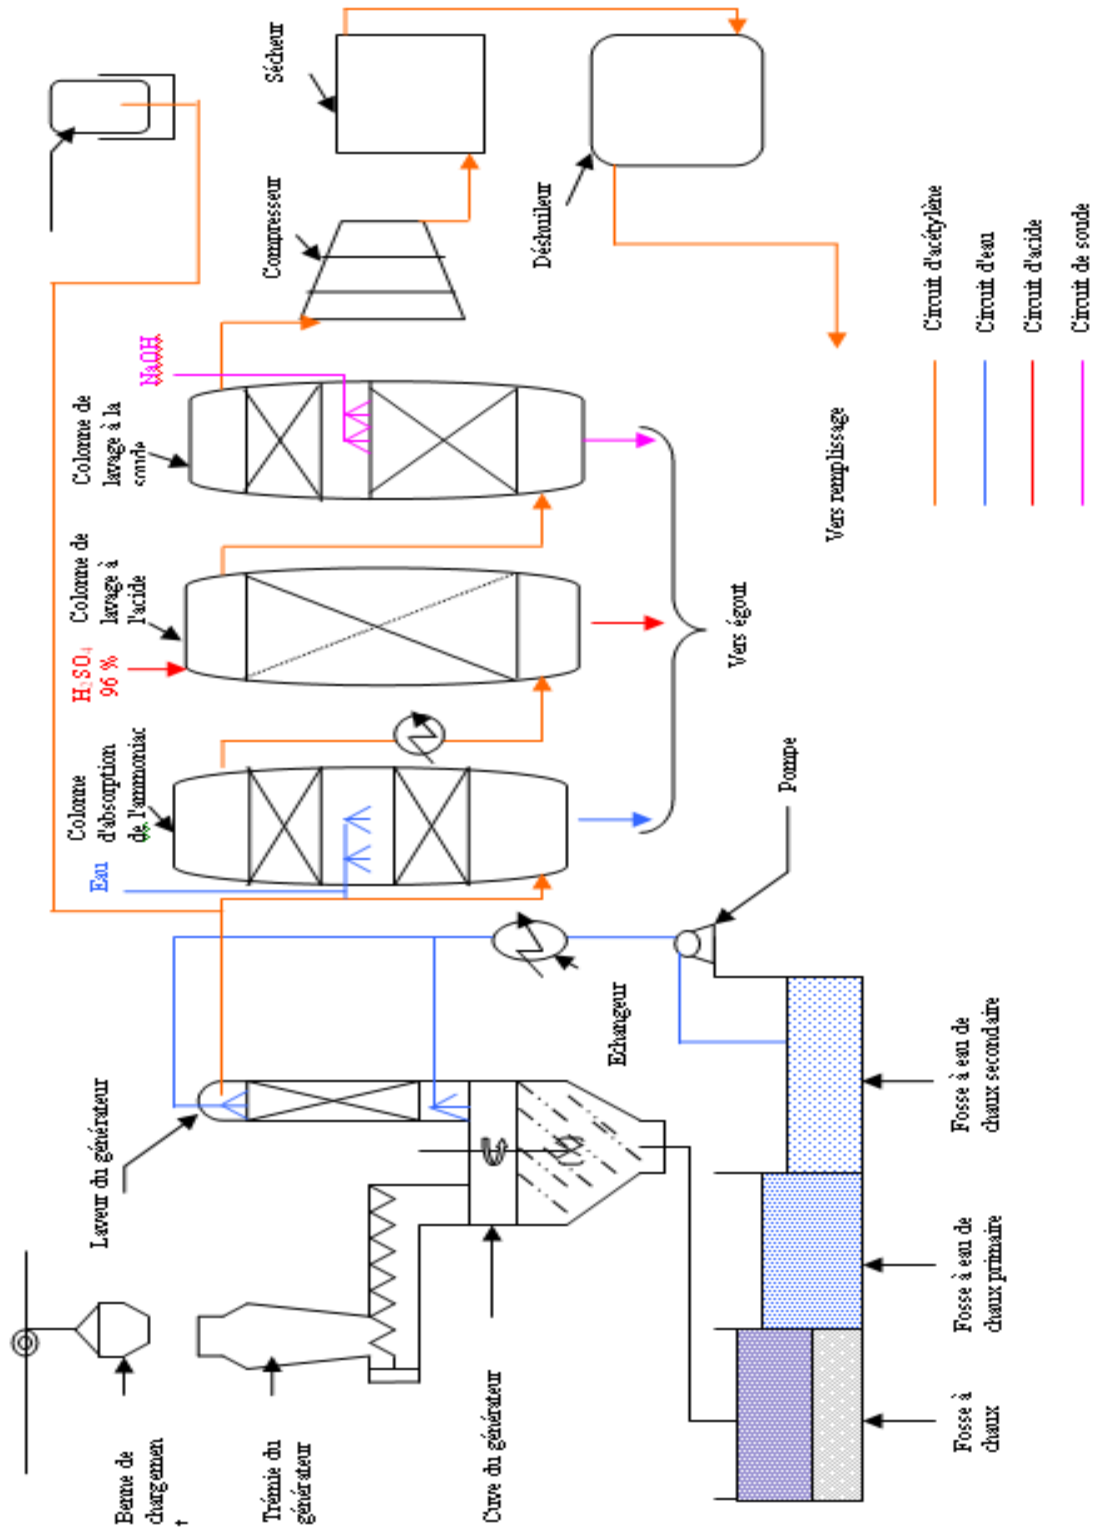 Benne de
chargemen
t
Trémie du
générateur
Cuve du générateur
Laveur du générateur
Fosse à
chaux
Fosse à eau de
chaux primaire
Fosse à eau de
chaux secondaire
Echangeur
Pompe
Eau
Colonne
d'absorption
de l'ammoniac
H2SO4
96 %
Colonne de
lavage à
l'acide
Colonne de
lavage à la
soude
NaOH
Vers égout
Compresseur
Sécheur
Déshuileur
Vers remplissage
Circuit d'acétylène
Circuit d'eau
Circuit d'acide
Circuit de soude